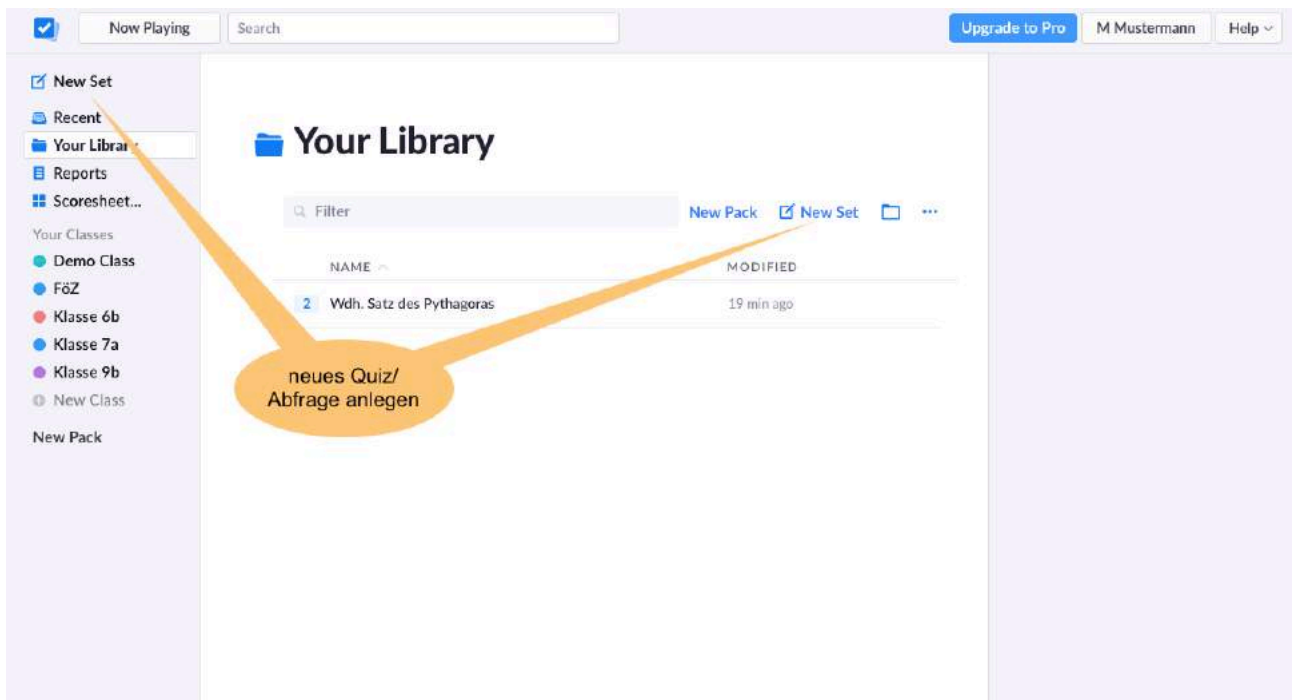 Now Playing
Search
Upgrade to Pro
M Mustermann
Help
New Set
Recent
Your Library
Reports
Scoresheet...
Your Classes
Demo Class
FöZ
Klasse 6b
Klasse 7a
Klasse 9b
New Class
New Pack
Your Library
Filter
New Pack
New Set
...
NAME
MODIFIED
2 Wdh. Satz des Pythagoras
19 min ago
neues Quiz/
Abfrage anlegen